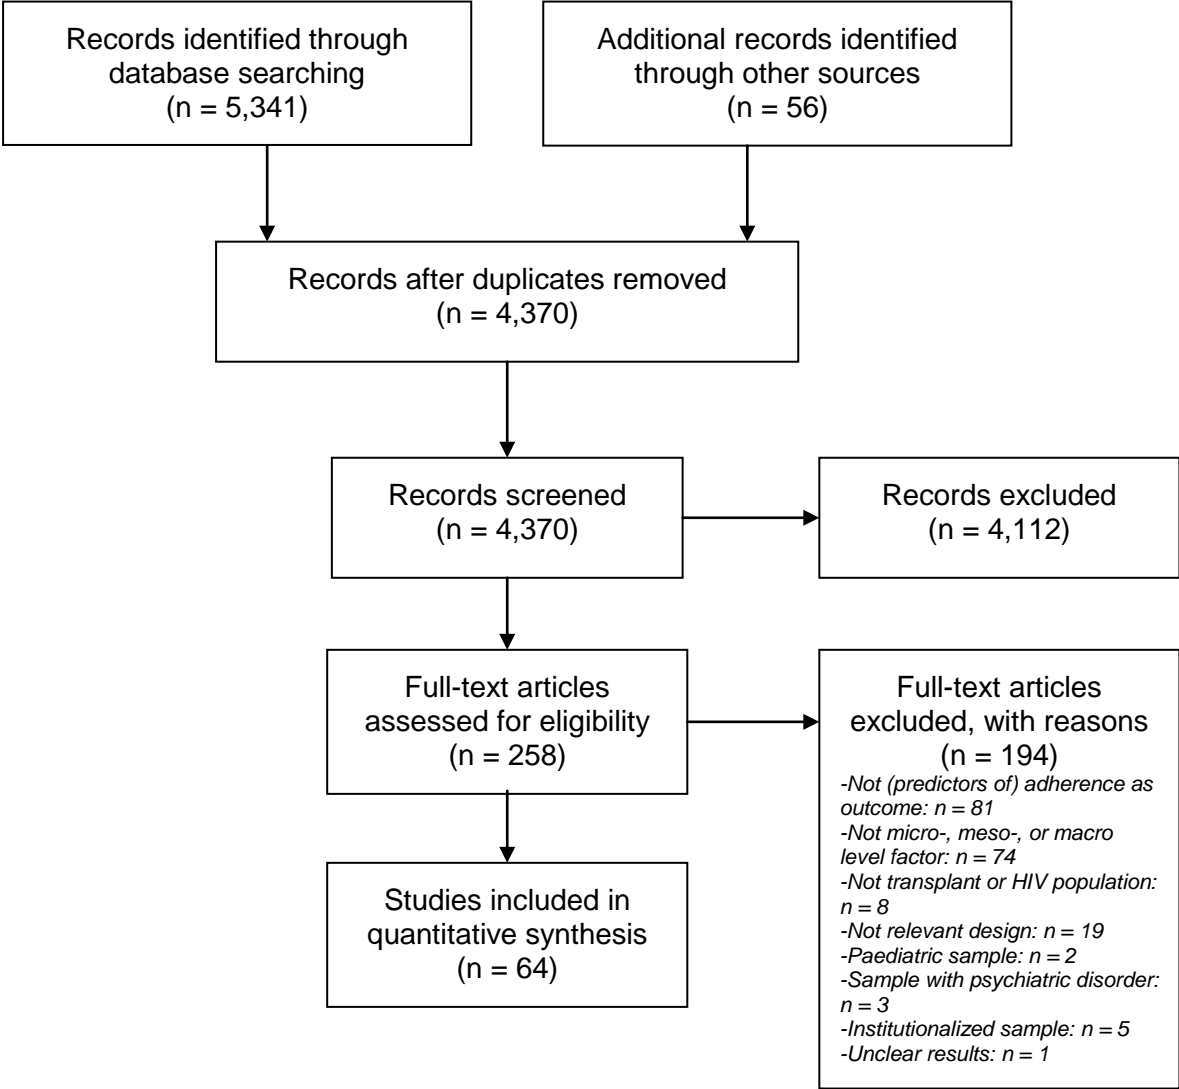 Records identified through
database searching
(n = 5,341)
Additional records identified
through other sources
(n = 56)
Records after duplicates removed
(n = 4,370)
Records screened
(n = 4,370)
Records excluded
(n = 4,112)
Full-text articles
assessed for eligibility
(n = 258)
Full-text articles
excluded, with reasons
(n = 194)
-Not (predictors of) adherence as
outcome: n = 81
-Not micro-, meso-, or macro
level factor: n = 74
-Not transplant or HIV population:
n = 8
-Not relevant design: n = 19
-Paediatric sample: n = 2
-Sample with psychiatric disorder:
n = 3
-Institutionalized sample: n = 5
-Unclear results: n = 1
Studies included in
quantitative synthesis
(n = 64)